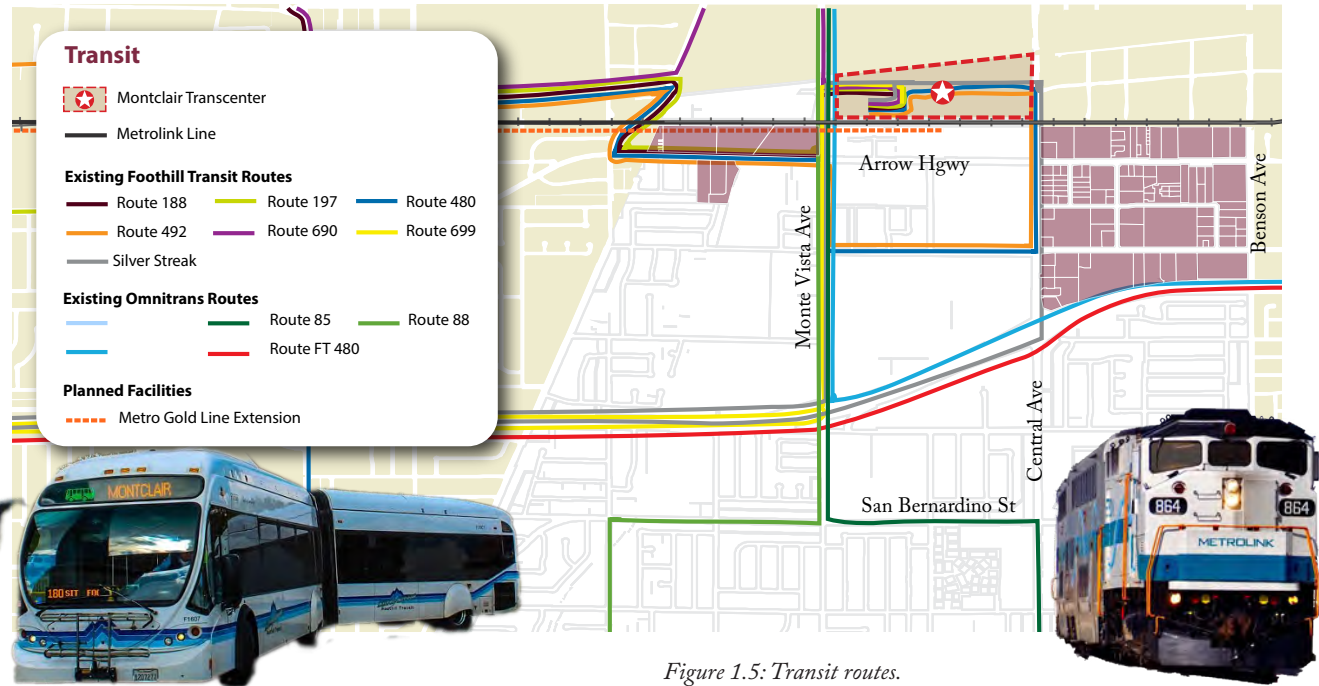 Transit
Montclair Transcenter
Metrolink Line
Existing Foothill Transit Routes
Route 188 Route 197 Route 480
Route 492 Route 690 Route 699
Silver Streak
Existing Omnitrans Routes
Route 85 Route 88
Route FT 480
Planned Facilities
Metro Gold Line Extension
Arrow Hgwy
Monte Vista Ave
Benson Ave
Central Ave
San Bernardino St
MONTCLAIR
F1607
864
864
METROLINK
Figure 1.5: Transit routes.